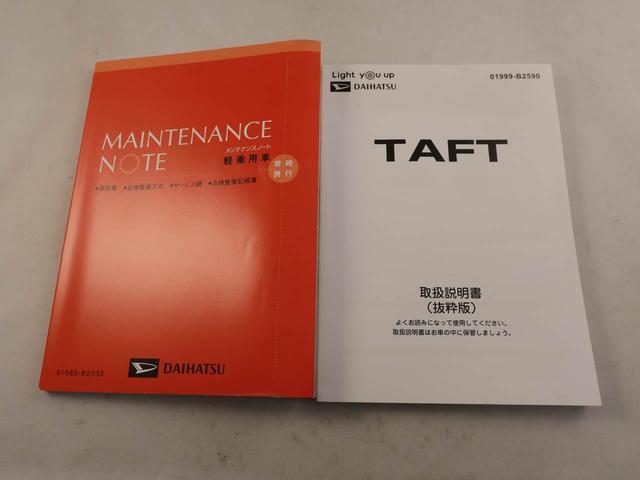 MAINTENANCE
NOTE
メンテナンスノート
軽乗用車
常時
携行
●保証書 ●点検整備方式 ●サービス網 ●点検整備記録簿
DAIHATSU
01989-B2032
Light you up
DAIHATSU
01999-B2590
TAFT
取扱説明書
（抜粋版）
よくお読みになって使用してください。
取扱説明書はお車の中に保管しましょう。